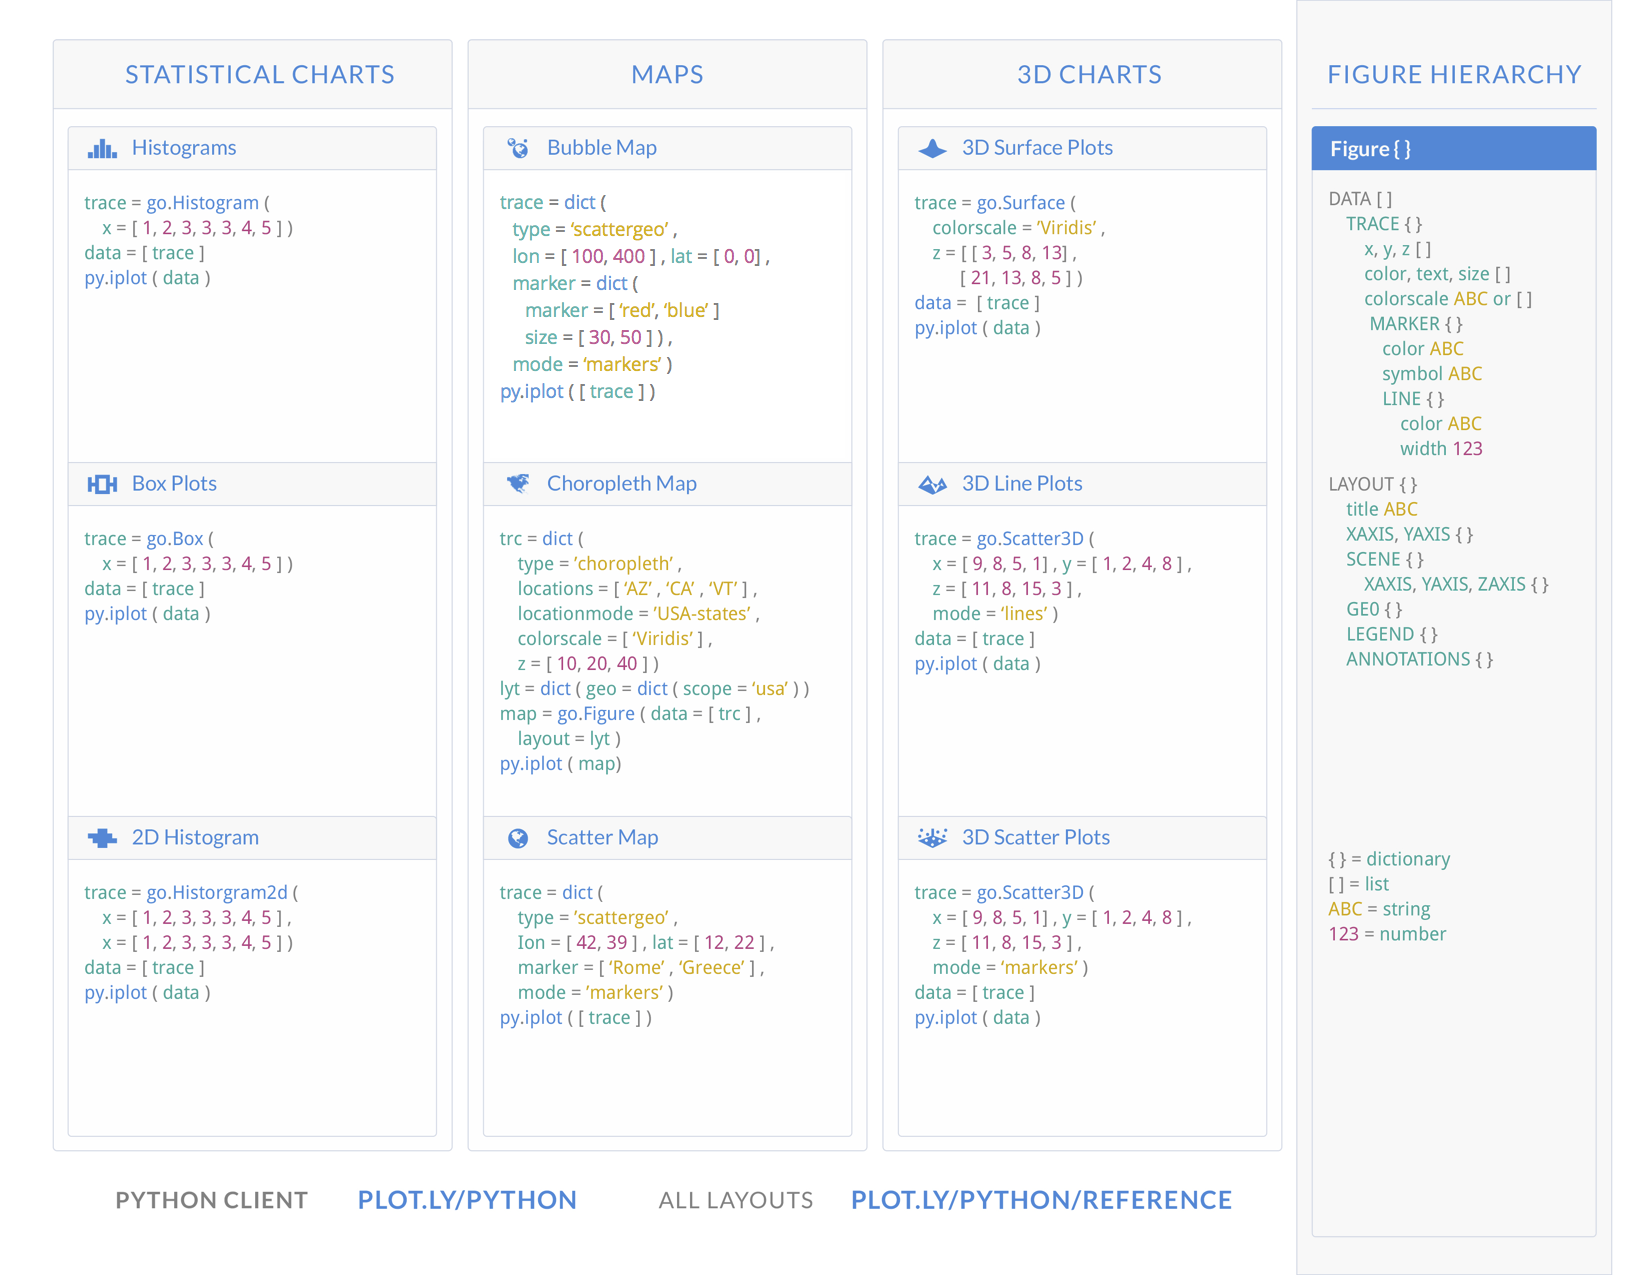 STATISTICAL CHARTS
Histograms
trace = go.Histogram (
x = [ 1, 2, 3, 3, 3, 4, 5 ] )
data = [ trace ]
py.iplot ( data )
Box Plots
trace = go.Box (
x = [ 1, 2, 3, 3, 3, 4, 5 ] )
data = [ trace ]
py.iplot ( data )
2D Histogram
trace = go.Historgram2d (
x = [ 1, 2, 3, 3, 3, 4, 5 ] ,
x = [ 1, 2, 3, 3, 3, 4, 5 ] )
data = [ trace ]
py.iplot ( data )
MAPS
Bubble Map
trace = dict (
type = ‘scattergeo’ ,
lon = [ 100, 400 ] , lat = [ 0, 0] ,
marker = dict (
marker = [ ‘red’, ‘blue’ ]
size = [ 30, 50 ] ) ,
mode = ‘markers’ )
py.iplot ( [ trace ] )
Choropleth Map
trc = dict (
type = ’choropleth’ ,
locations = [ ‘AZ’ , ‘CA’ , ‘VT’ ] ,
locationmode = ’USA-states’ ,
colorscale = [ ‘Viridis’ ] ,
z = [ 10, 20, 40 ] )
lyt = dict ( geo = dict ( scope = ‘usa’ ) )
map = go.Figure ( data = [ trc ] ,
layout = lyt )
py.iplot ( map)
Scatter Map
trace = dict (
type = ’scattergeo’ ,
Ion = [ 42, 39 ] , lat = [ 12, 22 ] ,
marker = [ ‘Rome’ , ‘Greece’ ] ,
mode = ’markers’ )
py.iplot ( [ trace ] )
3D CHARTS
3D Surface Plots
trace = go.Surface (
colorscale = ’Viridis’ ,
z = [ [ 3, 5, 8, 13] ,
[ 21, 13, 8, 5 ] )
data = [ trace ]
py.iplot ( data )
3D Line Plots
trace = go.Scatter3D (
x = [ 9, 8, 5, 1] , y = [ 1, 2, 4, 8 ] ,
z = [ 11, 8, 15, 3 ] ,
mode = ‘lines’ )
data = [ trace ]
py.iplot ( data )
3D Scatter Plots
trace = go.Scatter3D (
x = [ 9, 8, 5, 1] , y = [ 1, 2, 4, 8 ] ,
z = [ 11, 8, 15, 3 ] ,
mode = ‘markers’ )
data = [ trace ]
py.iplot ( data )
FIGURE HIERARCHY
Figure { }
DATA [ ]
TRACE { }
x, y, z [ ]
color, text, size [ ]
colorscale ABC or [ ]
MARKER { }
color ABC
symbol ABC
LINE { }
color ABC
width 123
LAYOUT { }
title ABC
XAXIS, YAXIS { }
SCENE { }
XAXIS, YAXIS, ZAXIS { }
GE0 { }
LEGEND { }
ANNOTATIONS { }
{ } = dictionary
[ ] = list
ABC = string
123 = number
PYTHON CLIENT PLOT.LY/PYTHON ALL LAYOUTS PLOT.LY/PYTHON/REFERENCE